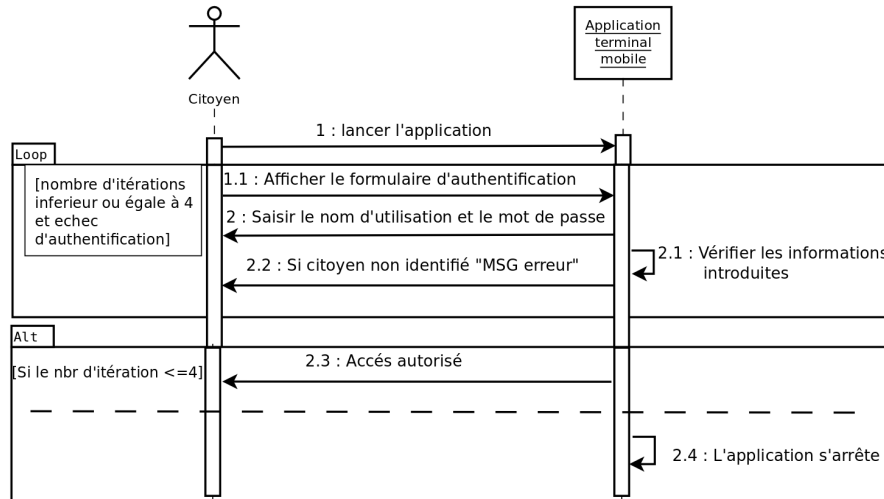 Application
terminal
mobile
Citoyen
1 : lancer l'application
Loop
[nombre d'itérations
inferieur ou égale à 4
et echec
d'authentification]
1.1 : Afficher le formulaire d'authentification
2 : Saisir le nom d'utilisation et le mot de passe
2.1 : Vérifier les informations
introduites
2.2 : Si citoyen non identifié "MSG erreur"
Alt
[Si le nbr d'itération <=4]
2.3 : Accés autorisé
2.4 : L'application s'arrête